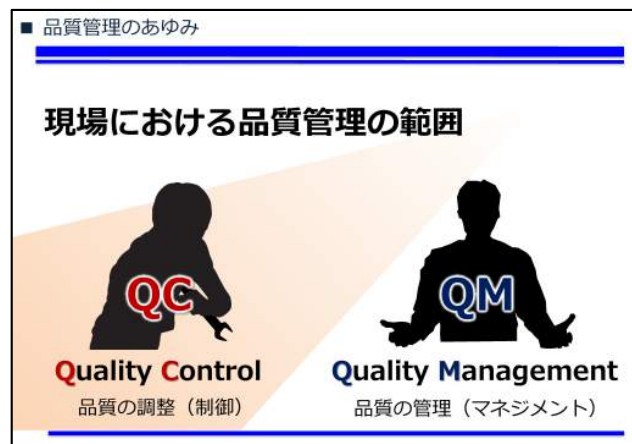 ■ 品質管理のあゆみ
現場における品質管理の範囲
QC
QM
Quality Control
Quality Management
品質の調整（制御）
品質の管理（マネジメント）